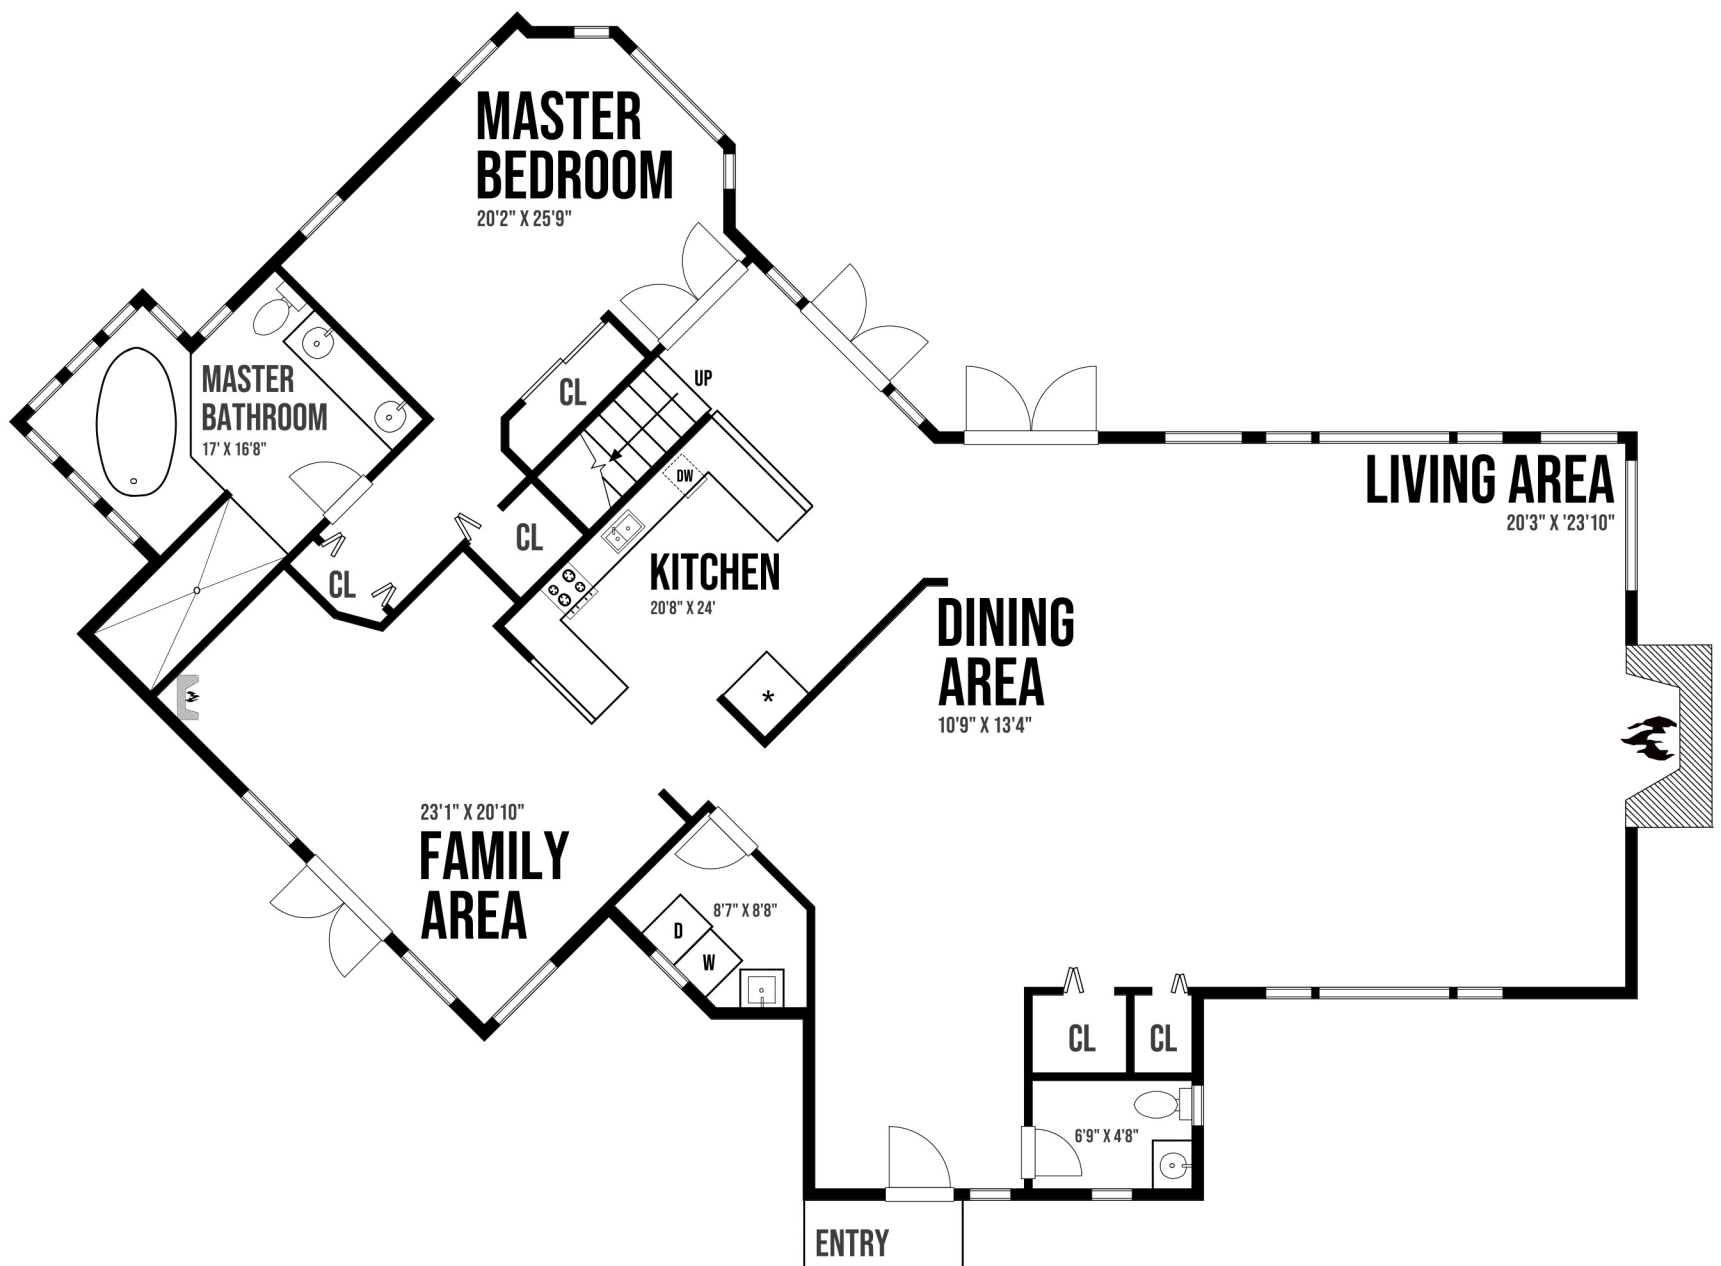 MASTER
BEDROOM
20'2" X 25'9"
MASTER
BATHROOM
17' X 16'8"
CL
UP
DW
CL
CL
KITCHEN
20'8" X 24'
*
LIVING AREA
20'3" X '23'10"
DINING
AREA
10'9" X 13'4"
23'1" X 20'10"
FAMILY
AREA
8'7" X 8'8"
D
W
CL
CL
6'9" X 4'8"
ENTRY